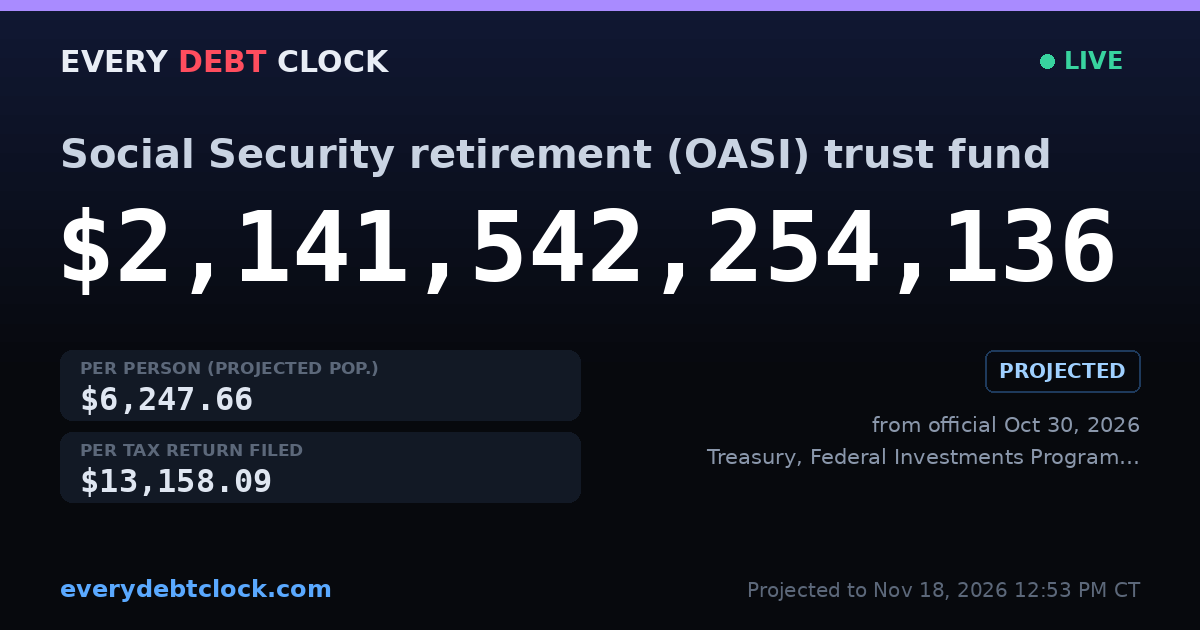 EVERY DEBT CLOCK
LIVE
Social Security retirement (OASI) trust fund
$2,141,542,254,136
PER PERSON (PROJECTED POP.)
$6,247.66
PER TAX RETURN FILED
$13,158.09
PROJECTED
from official Oct 30, 2026
Treasury, Federal Investments Program…
everydebtclock.com
Projected to Nov 18, 2026 12:53 PM CT